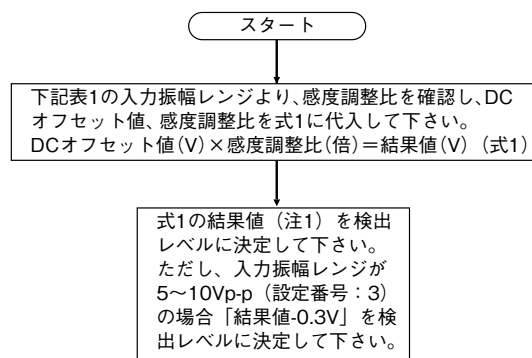 スタート
下記表1の入力振幅レンジより、感度調整比を確認し、DC
オフセット値、感度調整比を式1に代入して下さい。
DCオフセット値(V)×感度調整比(倍)=結果値(V) (式1)
式1の結果値（注1）を検出
レベルに決定して下さい。
ただし、入力振幅レンジが
5～10Vp-p（設定番号：3）
の場合「結果値-0.3V」を検
出レベルに決定して下さい。